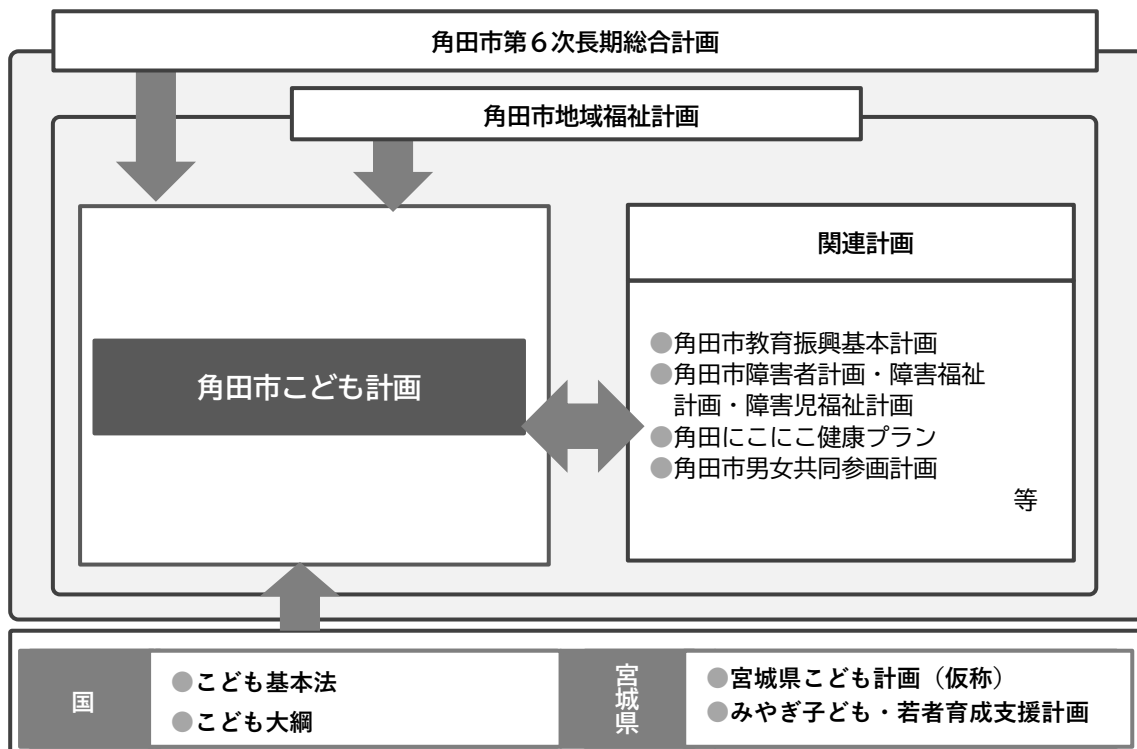 角田市第６次長期総合計画
角田市地域福祉計画
角田市こども計画
関連計画
●角田市教育振興基本計画
●角田市障害者計画・障害福祉
計画・障害児福祉計画
●角田にこにこ健康プラン
●角田市男女共同参画計画
等
国
●こども基本法
●こども大綱
宮城県
●宮城県こども計画（仮称）
●みやぎ子ども・若者育成支援計画